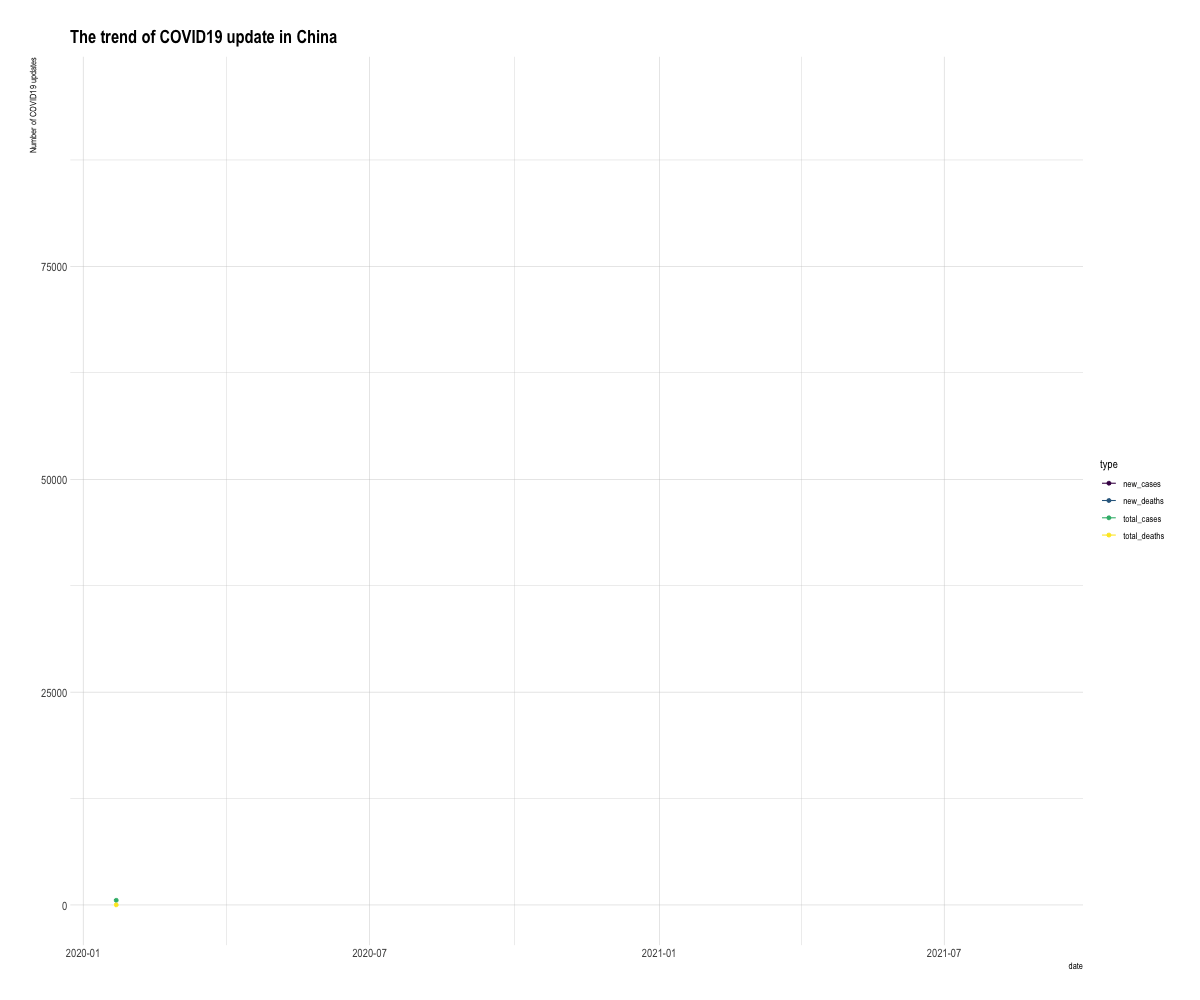 The trend of COVID19 update in China
Number of COVID19 updates
75000
50000
25000
0
2020-01
2020-07
2021-01
2021-07
date
type
new_cases
new_deaths
total_cases
total_deaths